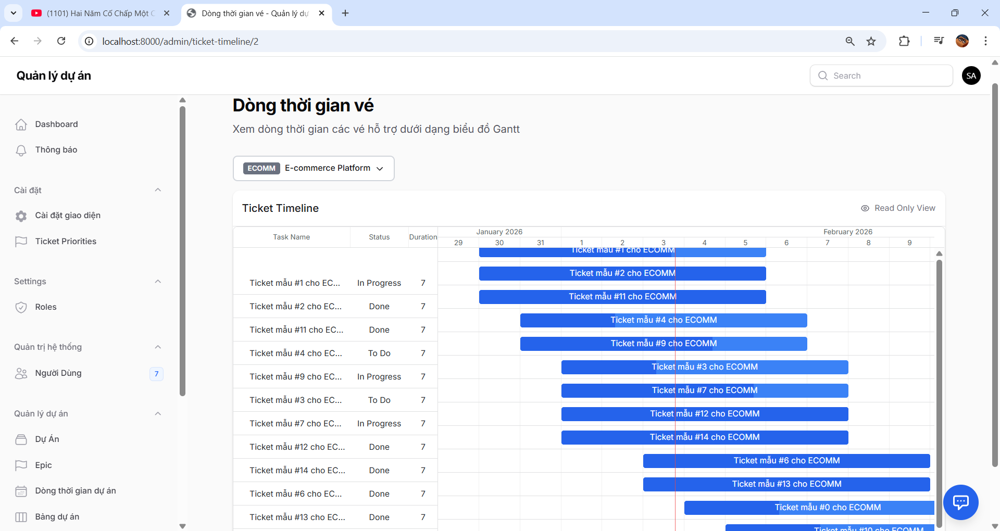 (1101) Hai Năm Cố Chấp Một C
Dòng thời gian vé - Quản lý dự
localhost:8000/admin/ticket-timeline/2
Quản lý dự án
Search
SA
Dashboard
Thông báo
Cài đặt
Cài đặt giao diện
Ticket Priorities
Settings
Roles
Quản trị hệ thống
Người Dùng
7
Quản lý dự án
Dự Án
Epic
Dòng thời gian dự án
Bảng dự án
Dòng thời gian vé
Xem dòng thời gian các vé hỗ trợ dưới dạng biểu đồ Gantt
ECOMM E-commerce Platform
Ticket Timeline
Read Only View
Task Name Status Duration
January 2026 February 2026
29 30 31 1 2 3 4 5 6 7 8 9
Ticket mẫu #1 cho EC... In Progress 7
Ticket mẫu #2 cho EC... Done 7
Ticket mẫu #11 cho EC... Done 7
Ticket mẫu #4 cho EC... To Do 7
Ticket mẫu #9 cho EC... In Progress 7
Ticket mẫu #3 cho EC... To Do 7
Ticket mẫu #7 cho EC... In Progress 7
Ticket mẫu #12 cho EC... Done 7
Ticket mẫu #14 cho EC... Done 7
Ticket mẫu #6 cho EC... Done 7
Ticket mẫu #13 cho EC... Done 7
Ticket mẫu #1 cho ECOMM
Ticket mẫu #2 cho ECOMM
Ticket mẫu #11 cho ECOMM
Ticket mẫu #4 cho ECOMM
Ticket mẫu #9 cho ECOMM
Ticket mẫu #3 cho ECOMM
Ticket mẫu #7 cho ECOMM
Ticket mẫu #12 cho ECOMM
Ticket mẫu #14 cho ECOMM
Ticket mẫu #6 cho ECOMM
Ticket mẫu #13 cho ECOMM
Ticket mẫu #0 cho ECOMM
Ticket mẫu #10 cho ECOMM